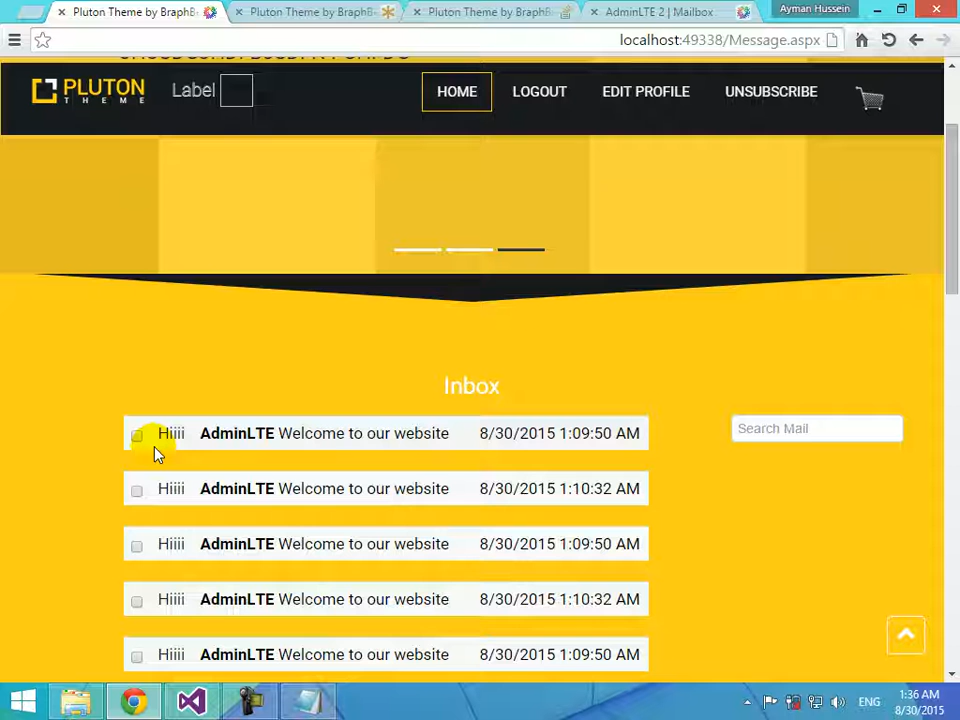 Pluton Theme by BraphB
Pluton Theme by BraphB
Pluton Theme by BraphB
AdminLTE 2 | Mailbox
Ayman Hussein
localhost:49338/Message.aspx
PLUTON
THEME
Label
HOME
LOGOUT
EDIT PROFILE
UNSUBSCRIBE
Inbox
Hiiii AdminLTE Welcome to our website 8/30/2015 1:09:50 AM
Search Mail
Hiiii AdminLTE Welcome to our website 8/30/2015 1:10:32 AM
Hiiii AdminLTE Welcome to our website 8/30/2015 1:09:50 AM
Hiiii AdminLTE Welcome to our website 8/30/2015 1:10:32 AM
Hiiii AdminLTE Welcome to our website 8/30/2015 1:09:50 AM
ENG
1:36 AM
8/30/2015